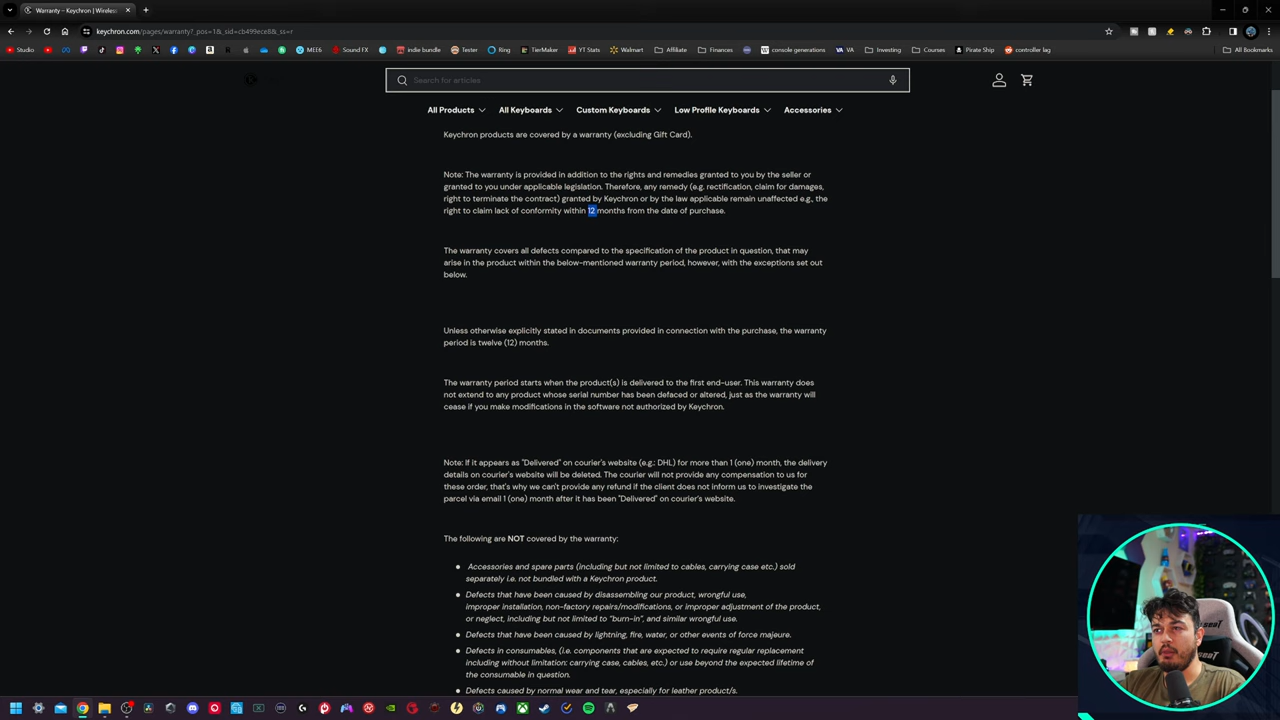 Warranty – Keychron | Wireless
keychron.com/pages/warranty?_pos=1&_sid=cb499ece8&_ss=r
Studio
MEE6
Sound FX
indie bundle
Tester
Ring
TierMaker
YT Stats
Walmart
Affiliate
Finances
console generations
VA
Investing
Courses
Pirate Ship
controller lag
All Bookmarks
Search for articles
All Products
All Keyboards
Custom Keyboards
Low Profile Keyboards
Accessories
Keychron products are covered by a warranty (excluding Gift Card).
Note: The warranty is provided in addition to the rights and remedies granted to you by the seller or
granted to you under applicable legislation. Therefore, any remedy (e.g. rectification, claim for damages,
right to terminate the contract) granted by Keychron or by the law applicable remain unaffected e.g., the
right to claim lack of conformity within 12 months from the date of purchase.
The warranty covers all defects compared to the specification of the product in question, that may
arise in the product within the below-mentioned warranty period, however, with the exceptions set out
below.
Unless otherwise explicitly stated in documents provided in connection with the purchase, the warranty
period is twelve (12) months.
The warranty period starts when the product(s) is delivered to the first end-user. This warranty does
not extend to any product whose serial number has been defaced or altered, just as the warranty will
cease if you make modifications in the software not authorized by Keychron.
Note: If it appears as "Delivered" on courier's website (e.g.: DHL) for more than 1 (one) month, the delivery
details on courier's website will be deleted. The courier will not provide any compensation to us for
these order, that's why we can't provide any refund if the client does not inform us to investigate the
parcel via email 1 (one) month after it has been "Delivered" on courier's website.
The following are NOT covered by the warranty:
Accessories and spare parts (including but not limited to cables, carrying case etc.) sold
separately i.e. not bundled with a Keychron product.
Defects that have been caused by disassembling our product, wrongful use,
improper installation, non-factory repairs/modifications, or improper adjustment of the product,
or neglect, including but not limited to "burn-in", and similar wrongful use.
Defects that have been caused by lightning, fire, water, or other events of force majeure.
Defects in consumables, (i.e. components that are expected to require regular replacement
including without limitation: carrying case, cables, etc.) or use beyond the expected lifetime of
the consumable in question.
Defects caused by normal wear and tear, especially for leather product/s.